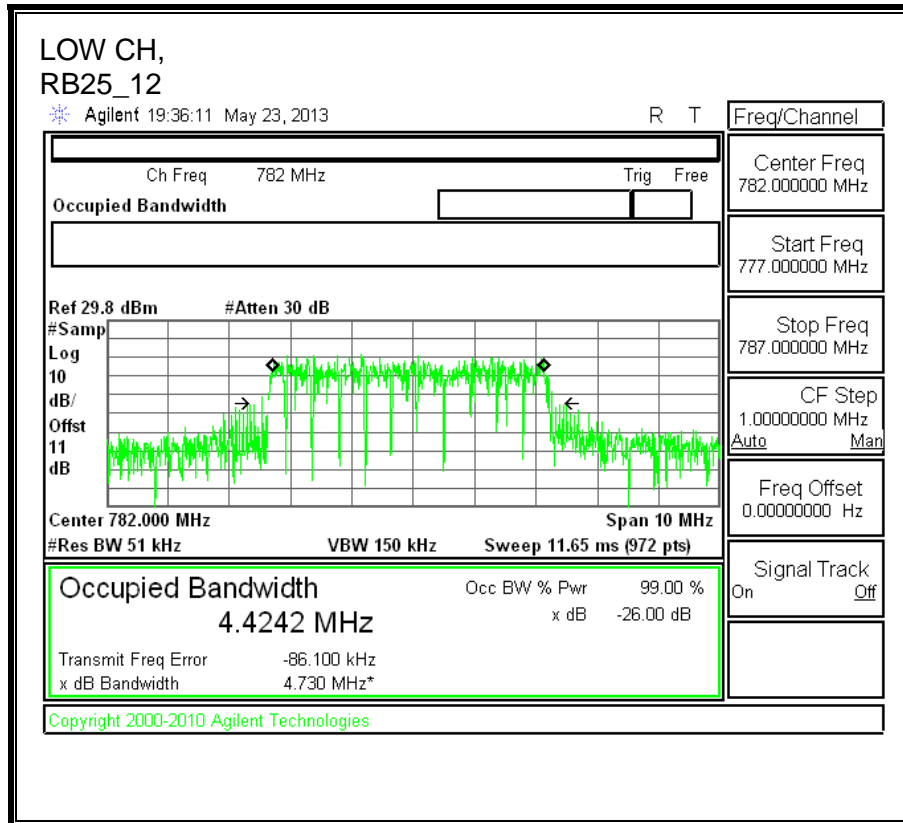 LOW CH,
RB25_12
Agilent 19:36:11 May 23, 2013 R T
Freq/Channel
Ch Freq 782 MHz Trig Free
Occupied Bandwidth
Center Freq
782.000000 MHz
Start Freq
777.000000 MHz
Stop Freq
787.000000 MHz
CF Step
1.00000000 MHz
Auto Man
Freq Offset
0.00000000 Hz
Signal Track
On Off
Ref 29.8 dBm #Atten 30 dB
#Samp
Log
10
dB/
Offst
11
dB
Center 782.000 MHz Span 10 MHz
#Res BW 51 kHz VBW 150 kHz Sweep 11.65 ms (972 pts)
Occupied Bandwidth Occ BW % Pwr 99.00 %
4.4242 MHz x dB -26.00 dB
Transmit Freq Error -86.100 kHz
x dB Bandwidth 4.730 MHz*
Copyright 2000-2010 Agilent Technologies